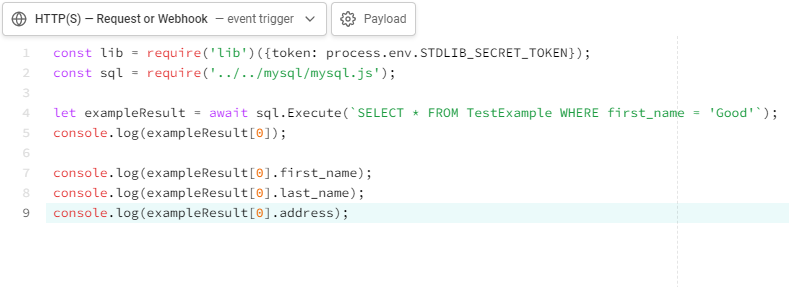 HTTP(S) — Request or Webhook — event trigger Payload
1 const lib = require('lib')({token: process.env.STDLIB_SECRET_TOKEN});
2 const sql = require('../../mysql/mysql.js');
3
4 let exampleResult = await sql.Execute(`SELECT * FROM TestExample WHERE first_name = 'Good'`);
5 console.log(exampleResult[0]);
6
7 console.log(exampleResult[0].first_name);
8 console.log(exampleResult[0].last_name);
9 console.log(exampleResult[0].address);